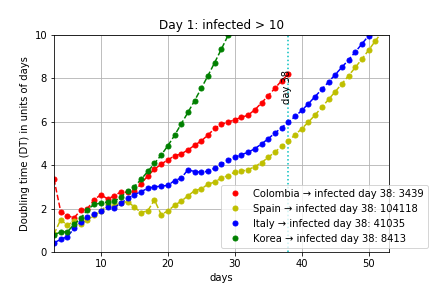 Day 1: infected > 10
Doubling time (DT) in units of days
10
8
6
4
2
0
day 38
Colombia → infected day 38: 3439
Spain → infected day 38: 104118
Italy → infected day 38: 41035
Korea → infected day 38: 8413
10
20
30
40
50
days